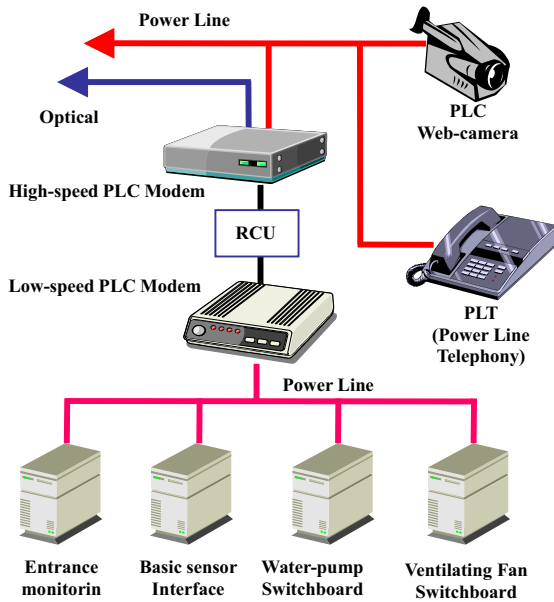 Power Line
Optical
PLC
Web-camera
High-speed PLC Modem
RCU
Low-speed PLC Modem
PLT
(Power Line
Telephony)
Power Line
Entrance
monitorin
Basic sensor
Interface
Water-pump
Switchboard
Ventilating Fan
Switchboard